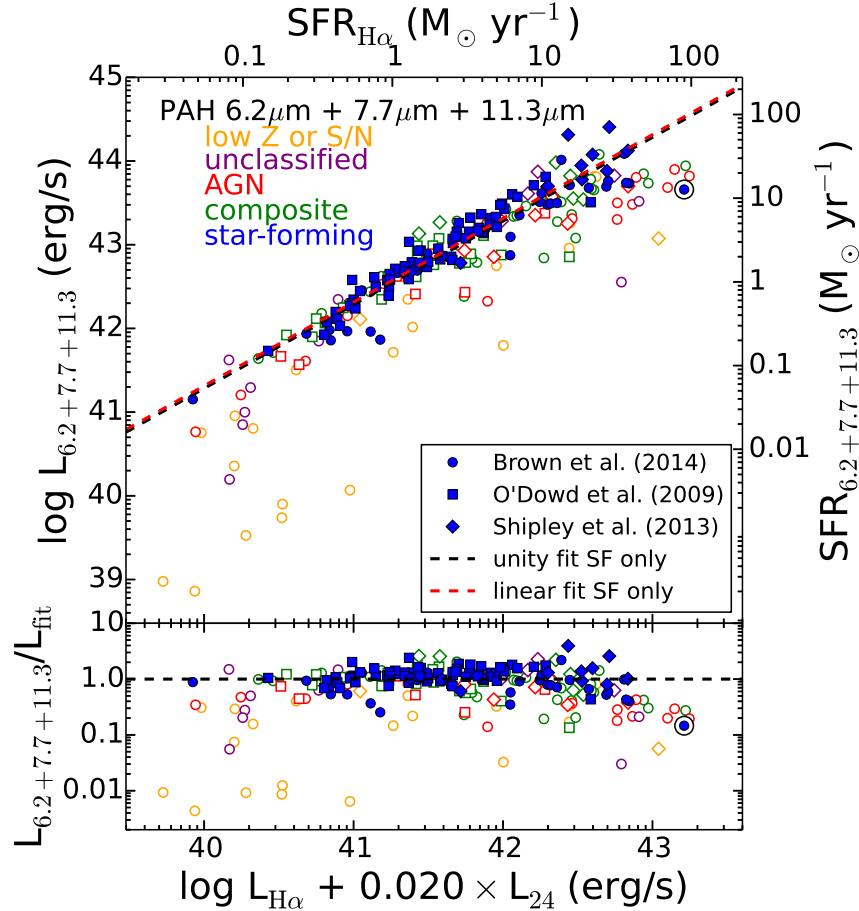 SFR_Hα (M_⊙ yr⁻¹)
0.1 1 10 100
PAH 6.2μm + 7.7μm + 11.3μm
low Z or S/N
unclassified
AGN
composite
star-forming
log L_6.2+7.7+11.3 (erg/s)
45
44
43
42
41
40
39
100
10
1
0.1
0.01
SFR_6.2+7.7+11.3 (M_⊙ yr⁻¹)
Brown et al. (2014)
O'Dowd et al. (2009)
Shipley et al. (2013)
unity fit SF only
linear fit SF only
L_6.2+7.7+11.3/L_fit
10
1.0
0.1
0.01
40 41 42 43
log L_Hα + 0.020 × L_24 (erg/s)